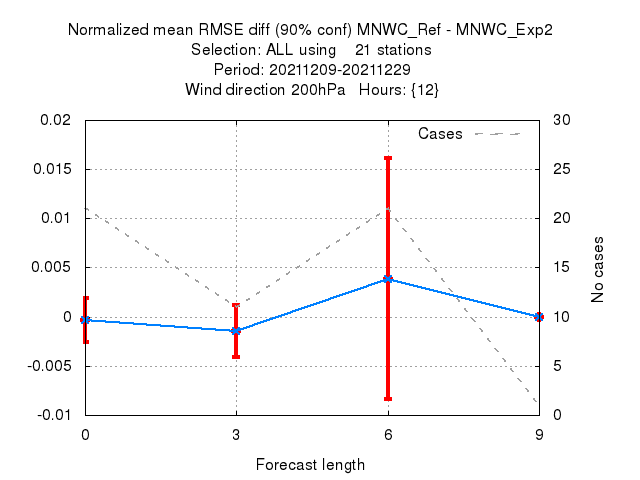 Normalized mean RMSE diff (90% conf) MNWC_Ref - MNWC_Exp2
Selection: ALL using    21 stations
Period: 20211209-20211229
Wind direction 200hPa   Hours: {12}
Cases
0.02
0.015
0.01
0.005
0
-0.005
-0.01
30
25
20
15
10
5
0
No cases
0
3
6
9
Forecast length